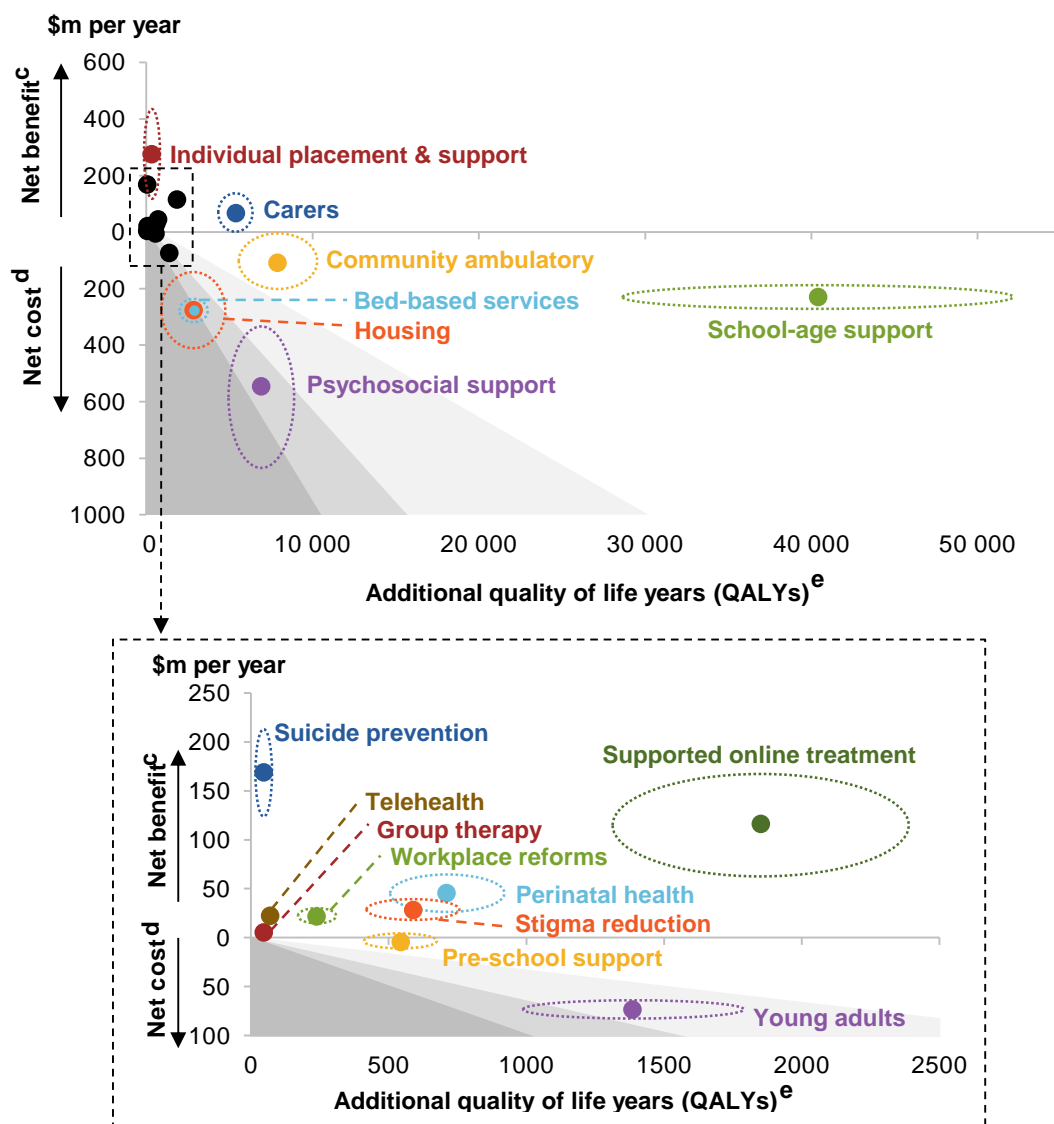 $m per year
Net benefit^c
Net cost^d
600
400
200
0
200
400
600
800
1000
Individual placement & support
Carers
Community ambulatory
Bed-based services
Housing
School-age support
Psychosocial support
0 10 000 20 000 30 000 40 000 50 000
Additional quality of life years (QALYs)^e
$m per year
Net benefit^c
Net cost^d
250
200
150
100
50
0
50
100
Suicide prevention
Supported online treatment
Telehealth
Group therapy
Workplace reforms
Perinatal health
Stigma reduction
Pre-school support
Young adults
0 500 1000 1500 2000 2500
Additional quality of life years (QALYs)^e